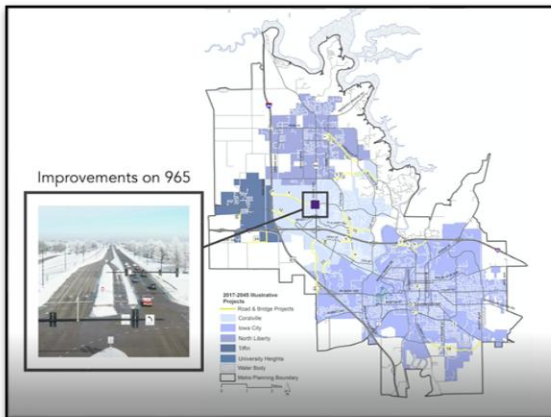 Improvements on 965
2017-2045 Illustrative
Projects
Road & Bridge Projects
Coralville
Iowa City
North Liberty
Tiffin
University Heights
Water Body
Metro Planning Boundary